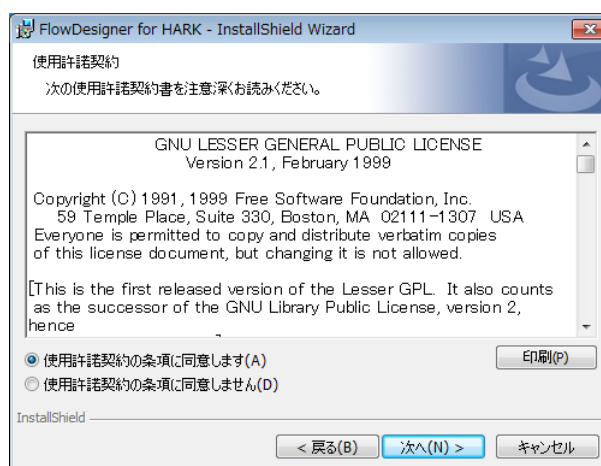 FlowDesigner for HARK - InstallShield Wizard
使用許諾契約
次の使用許諾契約書を注意深くお読みください。
GNU LESSER GENERAL PUBLIC LICENSE
Version 2.1, February 1999
Copyright (C) 1991, 1999 Free Software Foundation, Inc.
59 Temple Place, Suite 330, Boston, MA  02111-1307  USA
Everyone is permitted to copy and distribute verbatim copies
of this license document, but changing it is not allowed.
[This is the first released version of the Lesser GPL.  It also counts
as the successor of the GNU Library Public License, version 2,
hence
使用許諾契約の条項に同意します(A)
印刷(P)
使用許諾契約の条項に同意しません(D)
InstallShield
< 戻る(B)
次へ(N) >
キャンセル